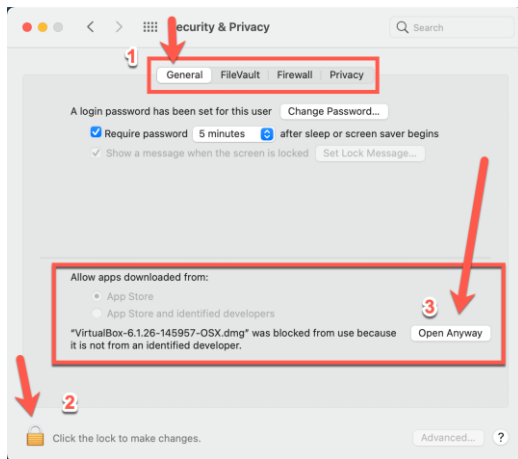 Security & Privacy
Search
1
General FileVault Firewall Privacy
A login password has been set for this user Change Password...
Require password 5 minutes after sleep or screen saver begins
Show a message when the screen is locked Set Lock Message...
Allow apps downloaded from:
App Store
App Store and identified developers
3
"VirtualBox-6.1.26-145957-OSX.dmg" was blocked from use because Open Anyway
it is not from an identified developer.
2
Click the lock to make changes.
Advanced... ?